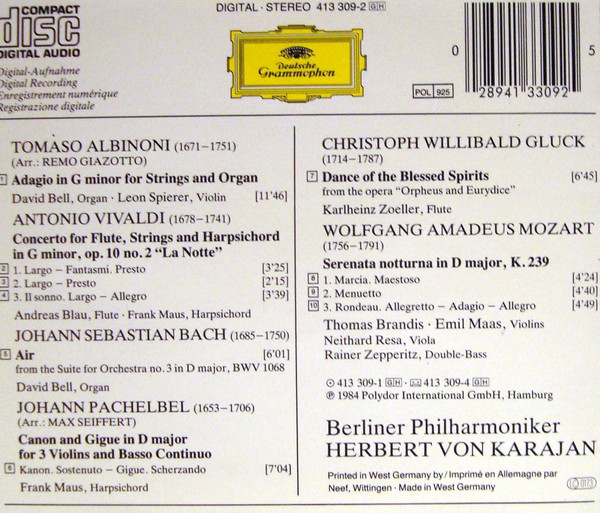 COMPACT
disc
DIGITAL AUDIO
Digital-Aufnahme
Digital Recording
Enregistrement numérique
Registrazione digitale
DIGITAL · STEREO 413 309-2 GH
Deutsche
Grammophon
POL 925
0 28941 33092 5
TOMASO ALBINONI (1671–1751)
(Arr.: REMO GIAZOTTO)
1 Adagio in G minor for Strings and Organ
David Bell, Organ · Leon Spierer, Violin [11'46]
ANTONIO VIVALDI (1678–1741)
Concerto for Flute, Strings and Harpsichord
in G minor, op. 10 no. 2 “La Notte”
2 1. Largo – Fantasmi. Presto [3'25]
3 2. Largo – Presto [2'15]
4 3. Il sonno. Largo – Allegro [3'39]
Andreas Blau, Flute · Frank Maus, Harpsichord
JOHANN SEBASTIAN BACH (1685–1750)
5 Air [6'01]
from the Suite for Orchestra no. 3 in D major, BWV 1068
David Bell, Organ
JOHANN PACHELBEL (1653–1706)
(Arr.: MAX SEIFFERT)
Canon and Gigue in D major
for 3 Violins and Basso Continuo
6 Kanon. Sostenuto – Gigue. Scherzando [7'04]
Frank Maus, Harpsichord
CHRISTOPH WILLIBALD GLUCK
(1714–1787)
7 Dance of the Blessed Spirits [6'45]
from the opera “Orpheus and Eurydice”
Karlheinz Zoeller, Flute
WOLFGANG AMADEUS MOZART
(1756–1791)
Serenata notturna in D major, K. 239
8 1. Marcia. Maestoso [4'24]
9 2. Menuetto [4'40]
10 3. Rondeau. Allegretto – Adagio – Allegro [4'49]
Thomas Brandis · Emil Maas, Violins
Neithard Resa, Viola
Rainer Zepperitz, Double-Bass
413 309-1 GH · 413 309-4 GH
℗ 1984 Polydor International GmbH, Hamburg
Berliner Philharmoniker
HERBERT VON KARAJAN
Printed in West Germany by / Imprimé en Allemagne par
Neef, Wittingen · Made in West Germany